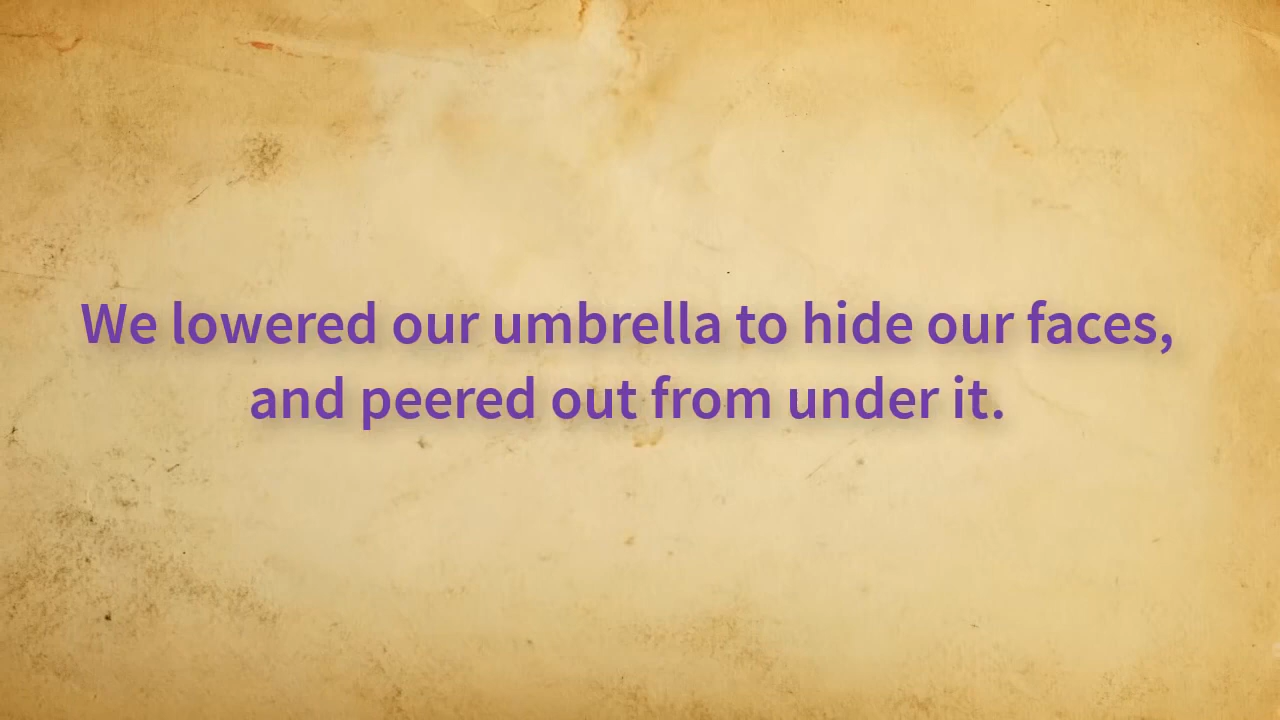 We lowered our umbrella to hide our faces,
and peered out from under it.